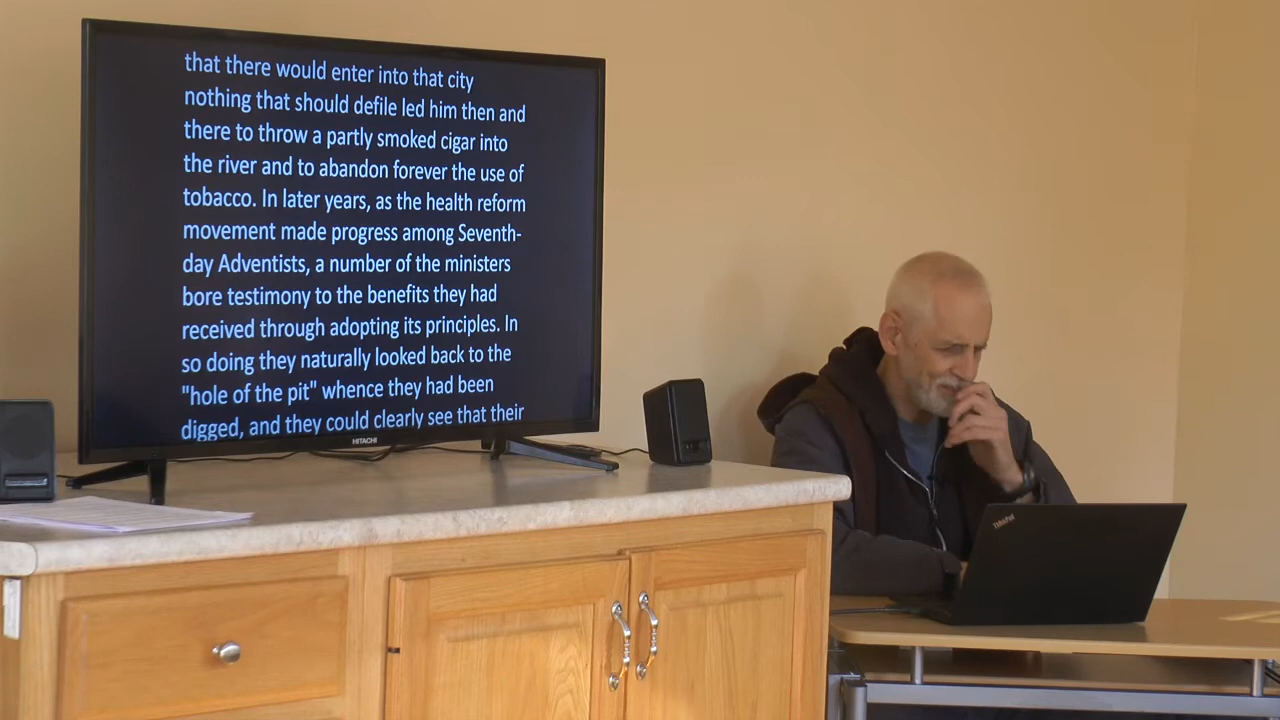 that there would enter into that city
nothing that should defile led him then and
there to throw a partly smoked cigar into
the river and to abandon forever the use of
tobacco. In later years, as the health reform
movement made progress among Seventh-
day Adventists, a number of the ministers
bore testimony to the benefits they had
received through adopting its principles. In
so doing they naturally looked back to the
"hole of the pit" whence they had been
digged, and they could clearly see that their
HITACHI
ThinkPad